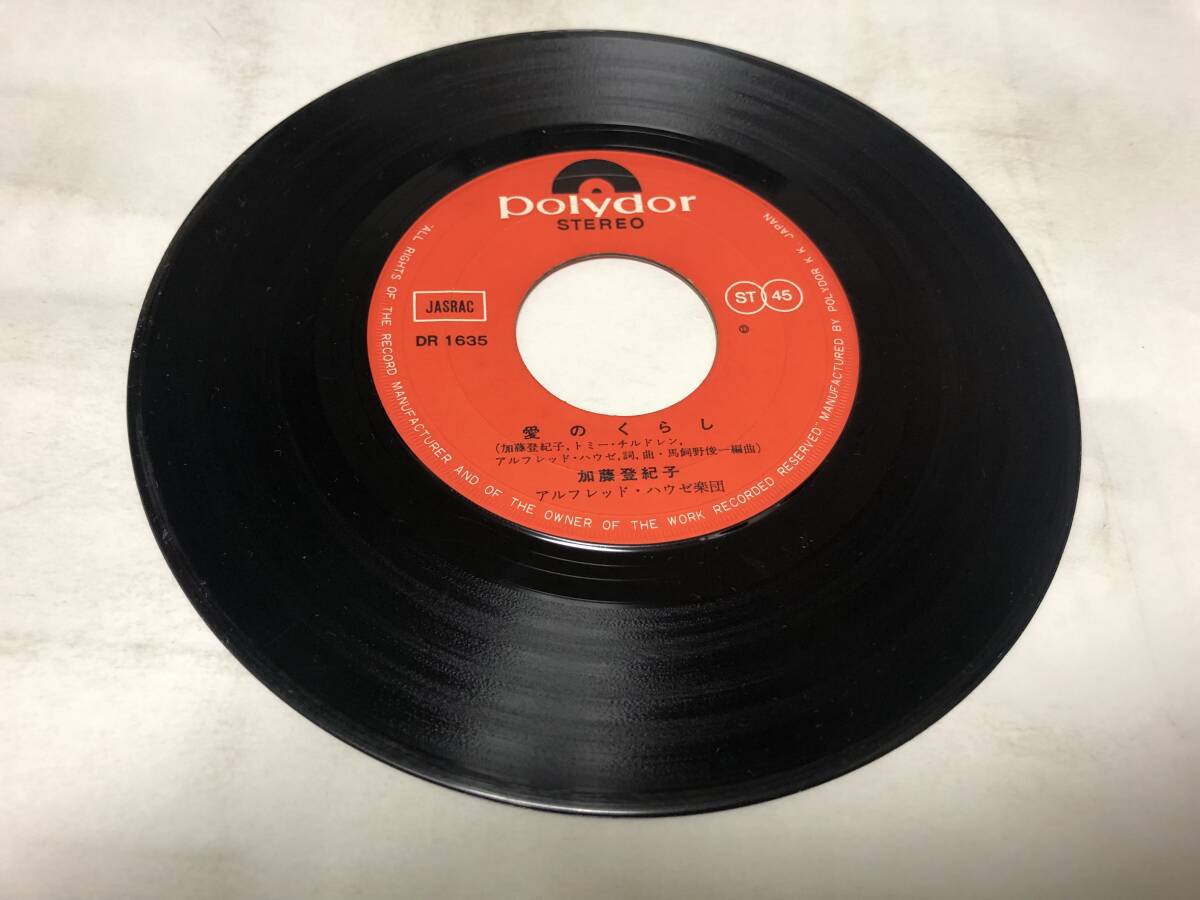 polydor
STEREO
JASRAC
DR 1635
ST 45
愛のくらし
(加藤登紀子,トミー・チルドレン,
アルフレッド・ハウゼ,詞,曲・馬飼野俊一編曲)
加藤登紀子
アルフレッド・ハウゼ楽団
"ALL RIGHTS OF THE RECORD MANUFACTURER AND OF THE OWNER OF THE WORK RECORDED RESERVED." MANUFACTURED BY POLYDOR K. K. JAPAN